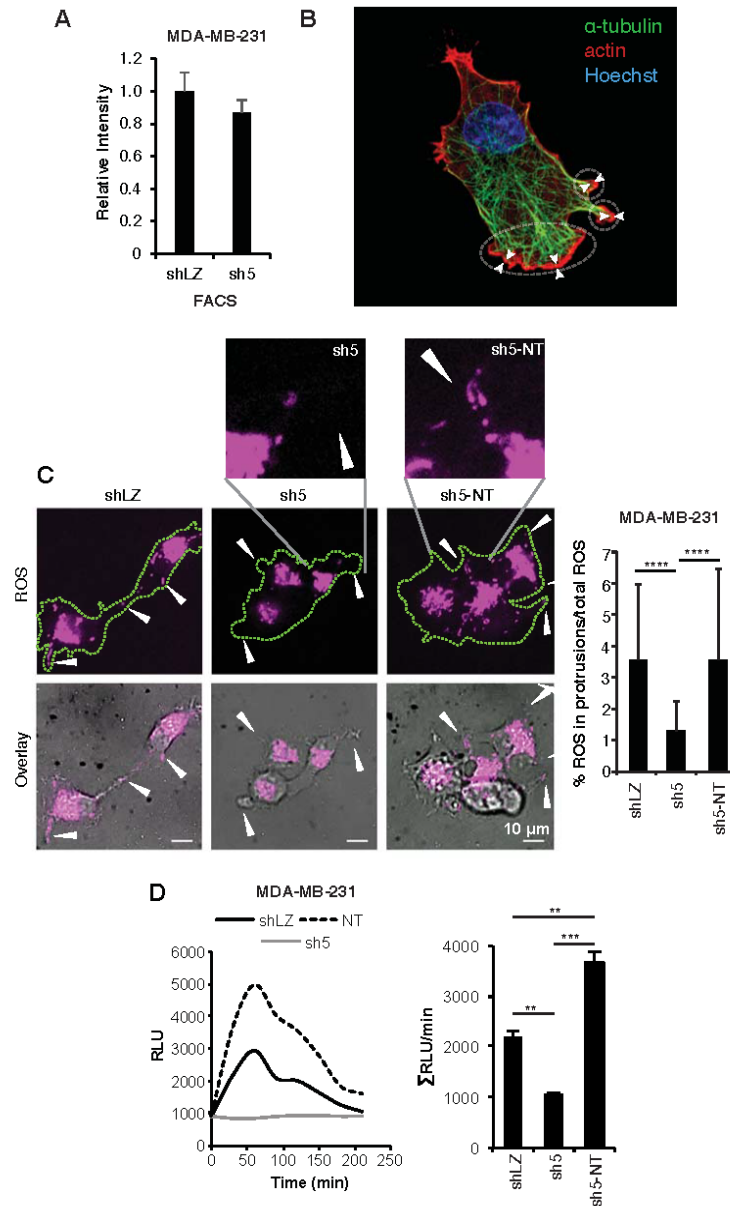 A
MDA-MB-231
Relative Intensity
1.2
1.0
0.8
0.6
0.4
0.2
0
shLZ
sh5
FACS
B
α-tubulin
actin
Hoechst
sh5
sh5-NT
C
shLZ
sh5
sh5-NT
ROS
Overlay
10 µm
MDA-MB-231
% ROS in protrusions/total ROS
7
6
5
4
3
2
1
0
**** ****
shLZ
sh5
sh5-NT
D
MDA-MB-231
shLZ
NT
sh5
RLU
6000
5000
4000
3000
2000
1000
0
0 50 100 150 200 250
Time (min)
∑RLU/min
4000
3000
2000
1000
0
**
***
**
shLZ
sh5
sh5-NT